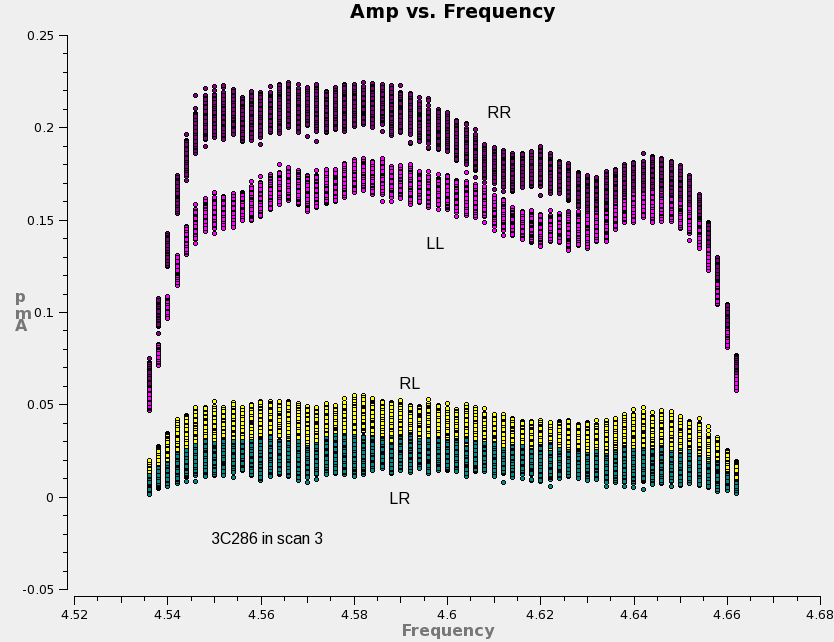 Amp vs. Frequency
0.25
RR
0.2
0.15
LL
p
m
A
0.1
RL
0.05
LR
0
3C286 in scan 3
-0.05
4.52 4.54 4.56 4.58 4.6 4.62 4.64 4.66 4.68
Frequency